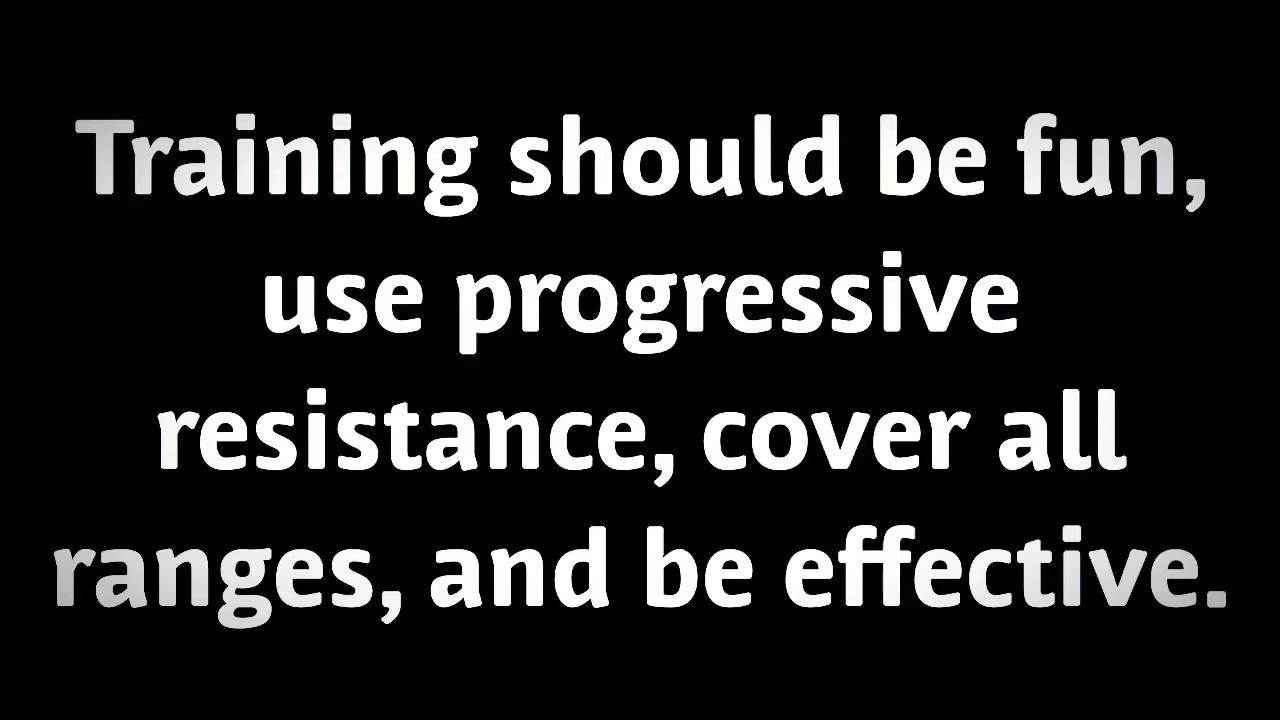 Training should be fun,
use progressive
resistance, cover all
ranges, and be effective.